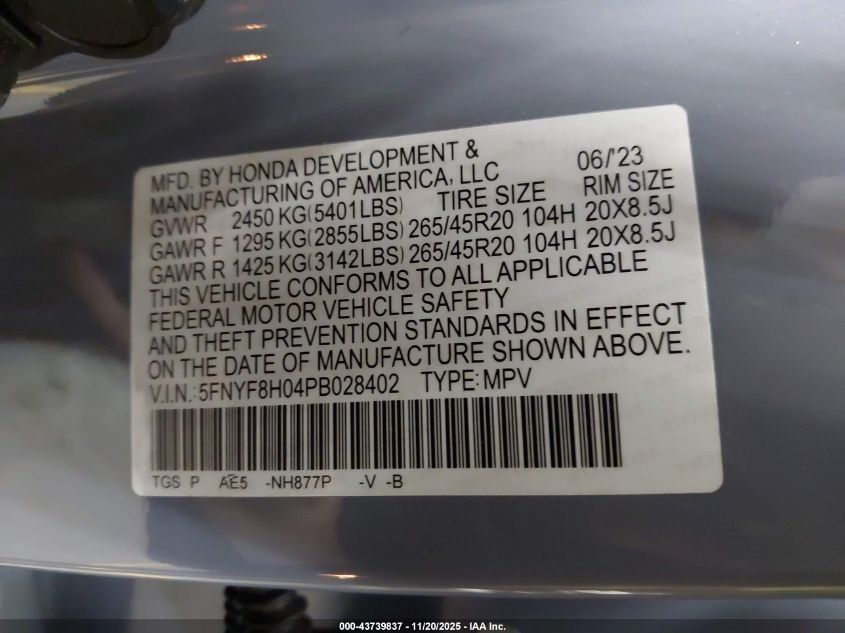 MFD. BY HONDA DEVELOPMENT & 06/'23
MANUFACTURING OF AMERICA, LLC
GVWR 2450 KG(5401LBS) TIRE SIZE RIM SIZE
GAWR F 1295 KG(2855LBS) 265/45R20 104H 20X8.5J
GAWR R 1425 KG(3142LBS) 265/45R20 104H 20X8.5J
THIS VEHICLE CONFORMS TO ALL APPLICABLE
FEDERAL MOTOR VEHICLE SAFETY
AND THEFT PREVENTION STANDARDS IN EFFECT
ON THE DATE OF MANUFACTURE SHOWN ABOVE.
V.I.N.:5FNYF8H04PB028402 TYPE:MPV
TGS P AE5 -NH877P -V -B
000-43739837 - 11/20/2025 - IAA Inc.